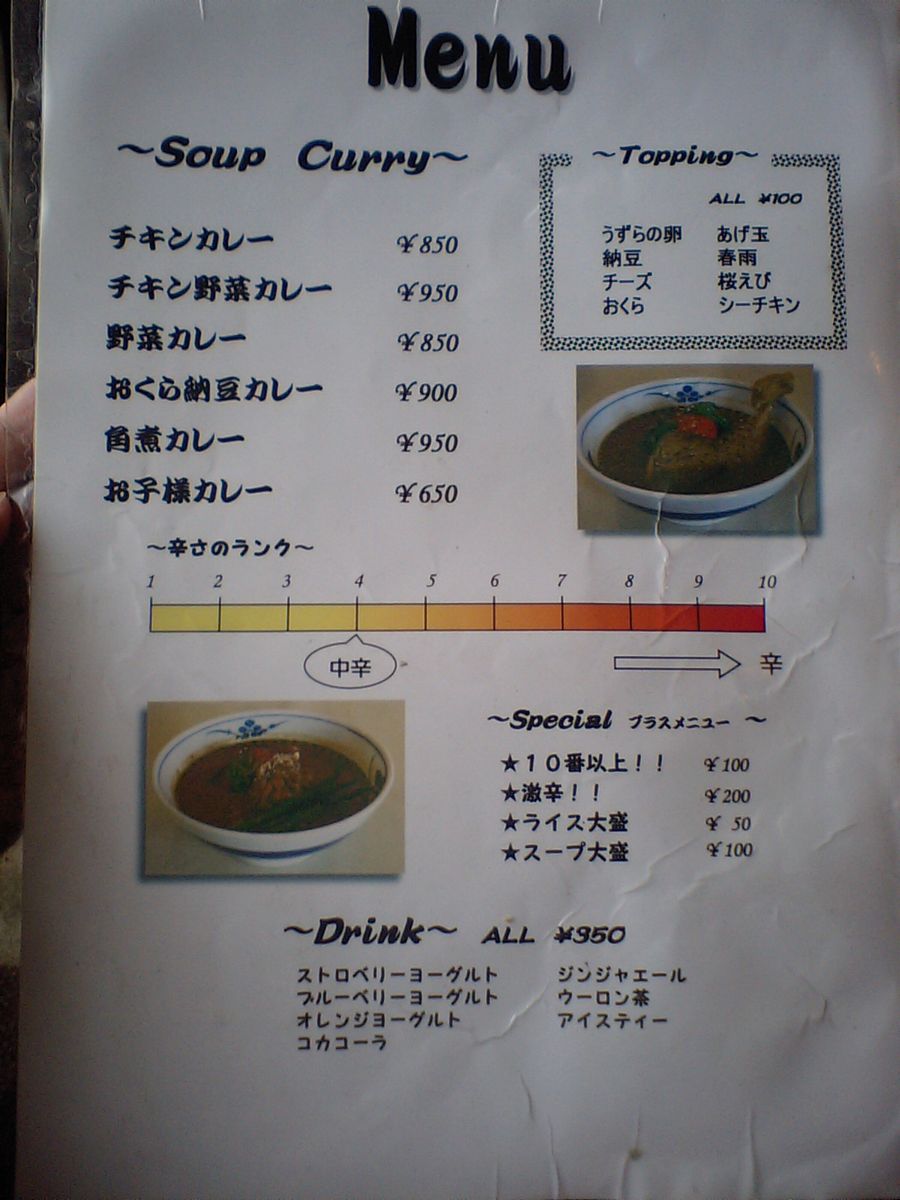 Menu
～Soup Curry～
チキンカレー ￥850
チキン野菜カレー ￥950
野菜カレー ￥850
おくら納豆カレー ￥900
角煮カレー ￥950
お子様カレー ￥650
～Topping～
ALL ￥100
うずらの卵 あげ玉
納豆 春雨
チーズ 桜えび
おくら シーチキン
～辛さのランク～
1 2 3 4 5 6 7 8 9 10
中辛 辛
～Special プラスメニュー ～
★１０番以上！！ ￥100
★激辛！！ ￥200
★ライス大盛 ￥ 50
★スープ大盛 ￥100
～Drink～ ALL ￥350
ストロベリーヨーグルト ジンジャエール
ブルーベリーヨーグルト ウーロン茶
オレンジヨーグルト アイスティー
コカコーラ